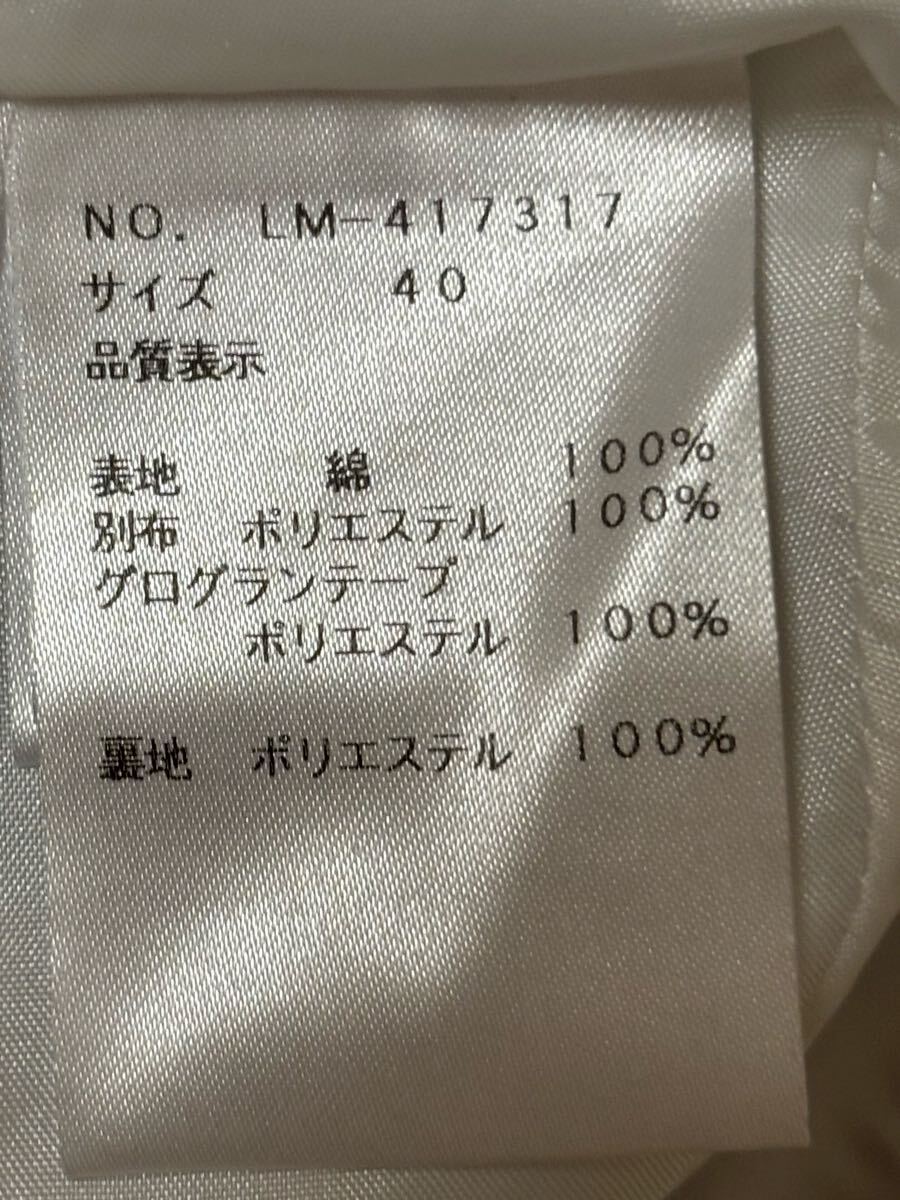 NO. LM-417317
サイズ 40
品質表示
表地 綿 100%
別布 ポリエステル 100%
グログランテープ
ポリエステル 100%
裏地 ポリエステル 100%